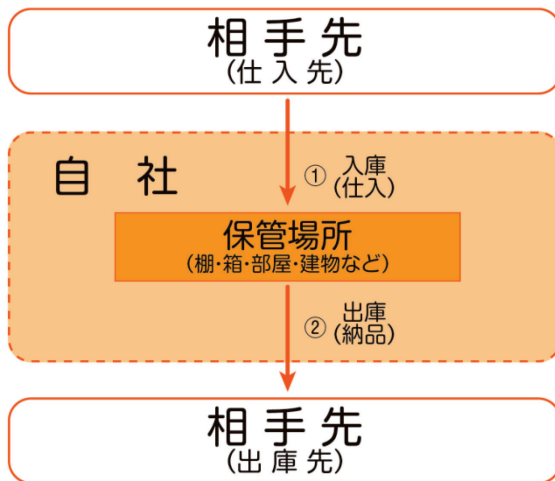 相手先
(仕入先)
自 社
① 入庫
(仕入)
保管場所
(棚・箱・部屋・建物など)
② 出庫
(納品)
相手先
(出庫先)